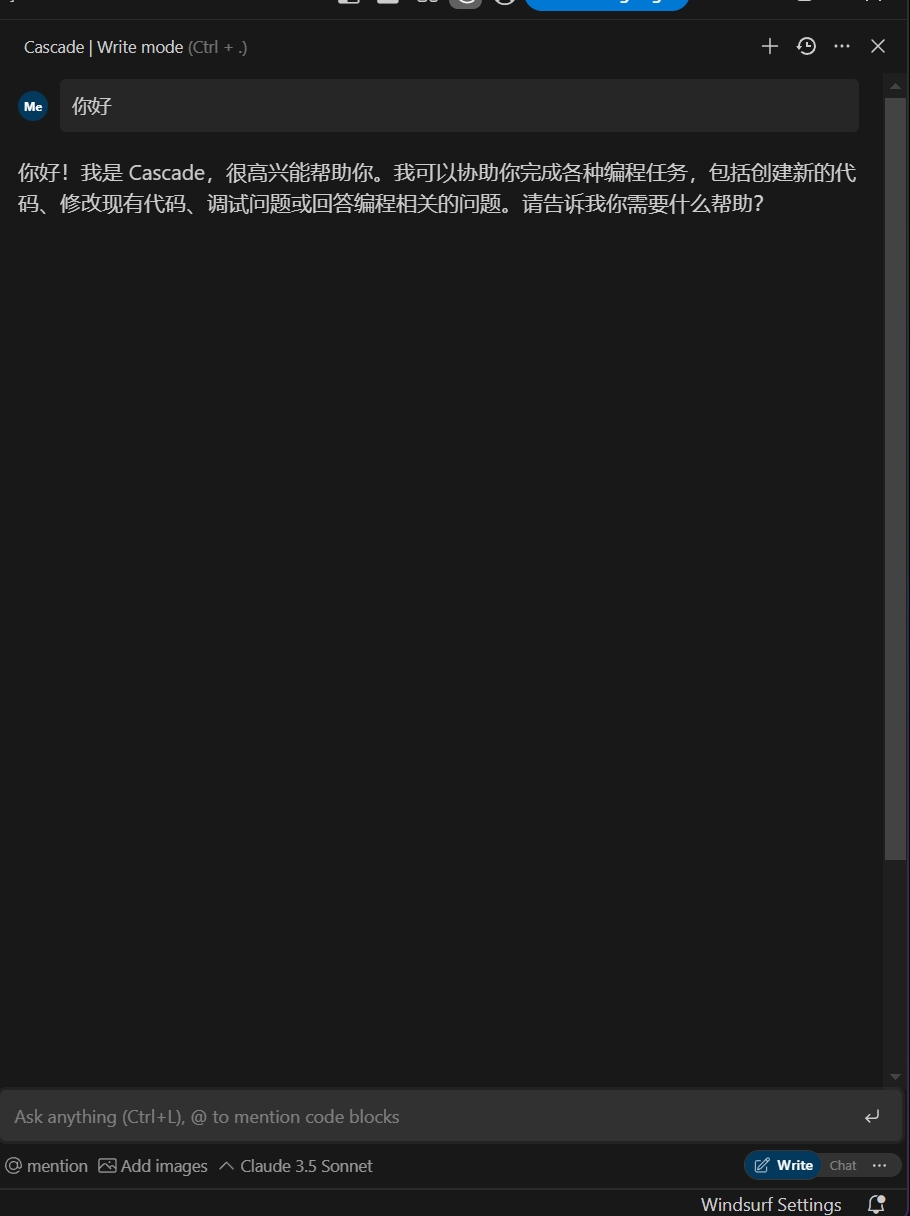 Cascade | Write mode (Ctrl + .)
Me
你好
你好！我是 Cascade，很高兴能帮助你。我可以协助你完成各种编程任务，包括创建新的代
码、修改现有代码、调试问题或回答编程相关的问题。请告诉我你需要什么帮助？
Ask anything (Ctrl+L), @ to mention code blocks
@ mention Add images Claude 3.5 Sonnet Write Chat
Windsurf Settings